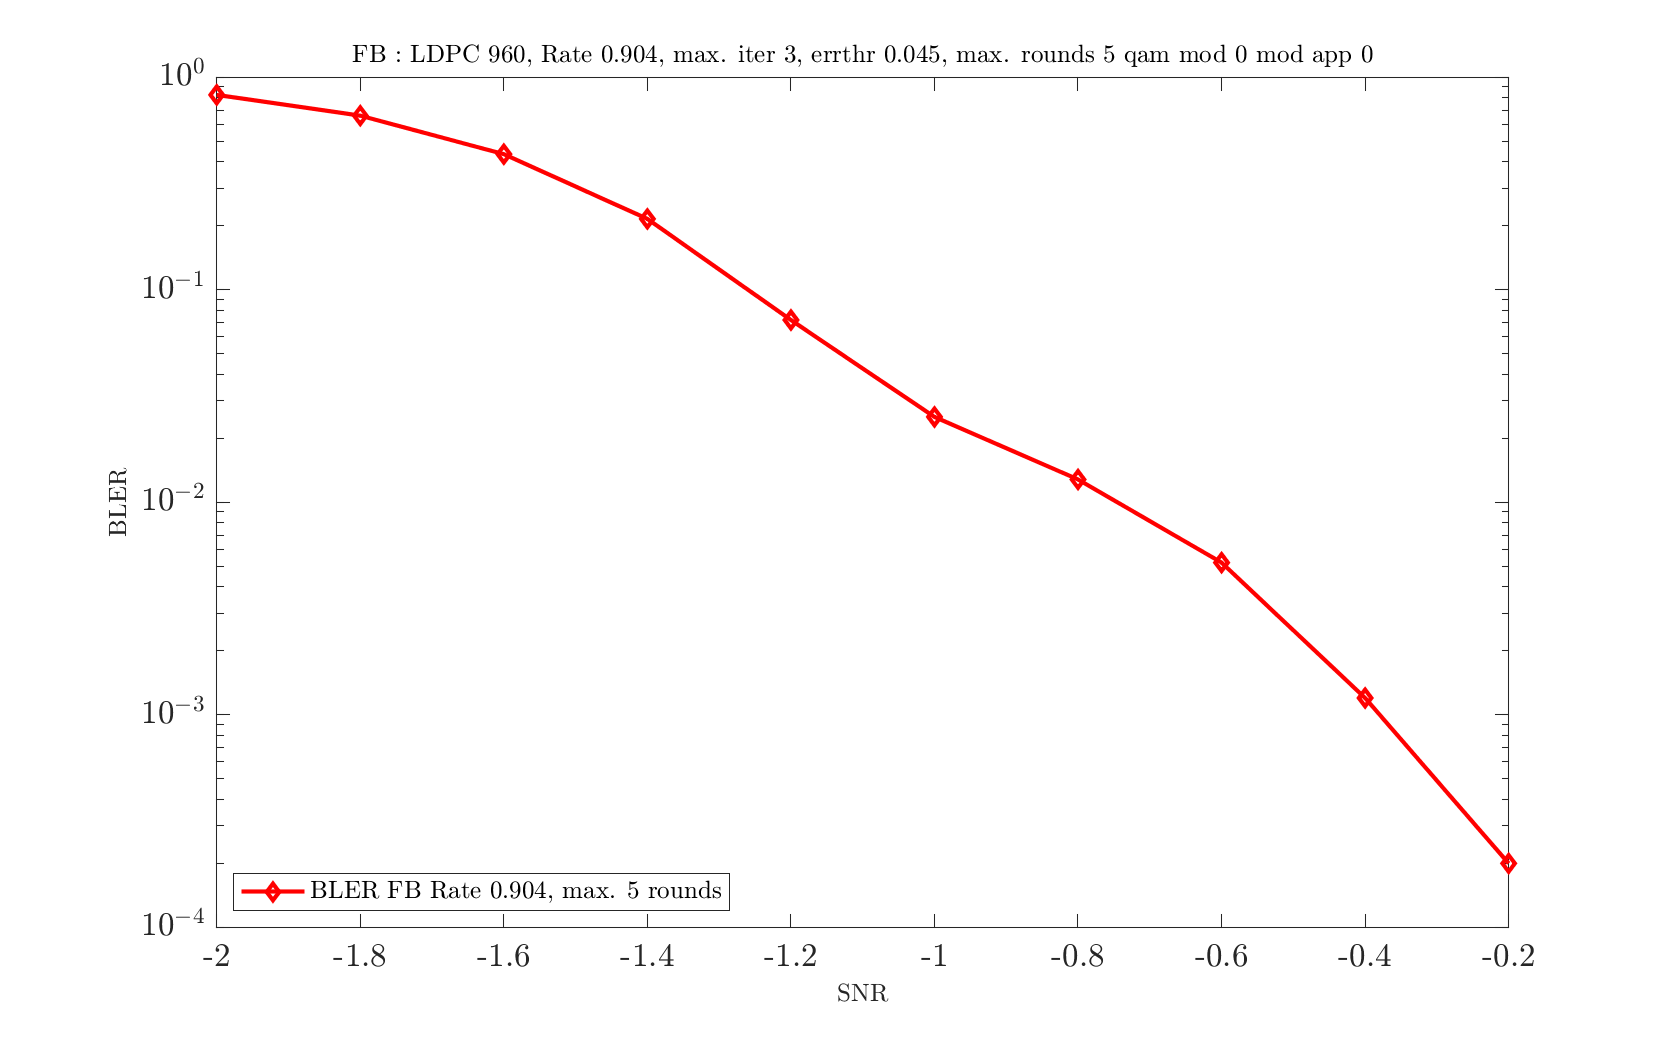 FB : LDPC 960, Rate 0.904, max. iter 3, errthr 0.045, max. rounds 5 qam mod 0 mod app 0
10^0
10^{-1}
10^{-2}
10^{-3}
10^{-4}
BLER
BLER FB Rate 0.904, max. 5 rounds
-2 -1.8 -1.6 -1.4 -1.2 -1 -0.8 -0.6 -0.4 -0.2
SNR